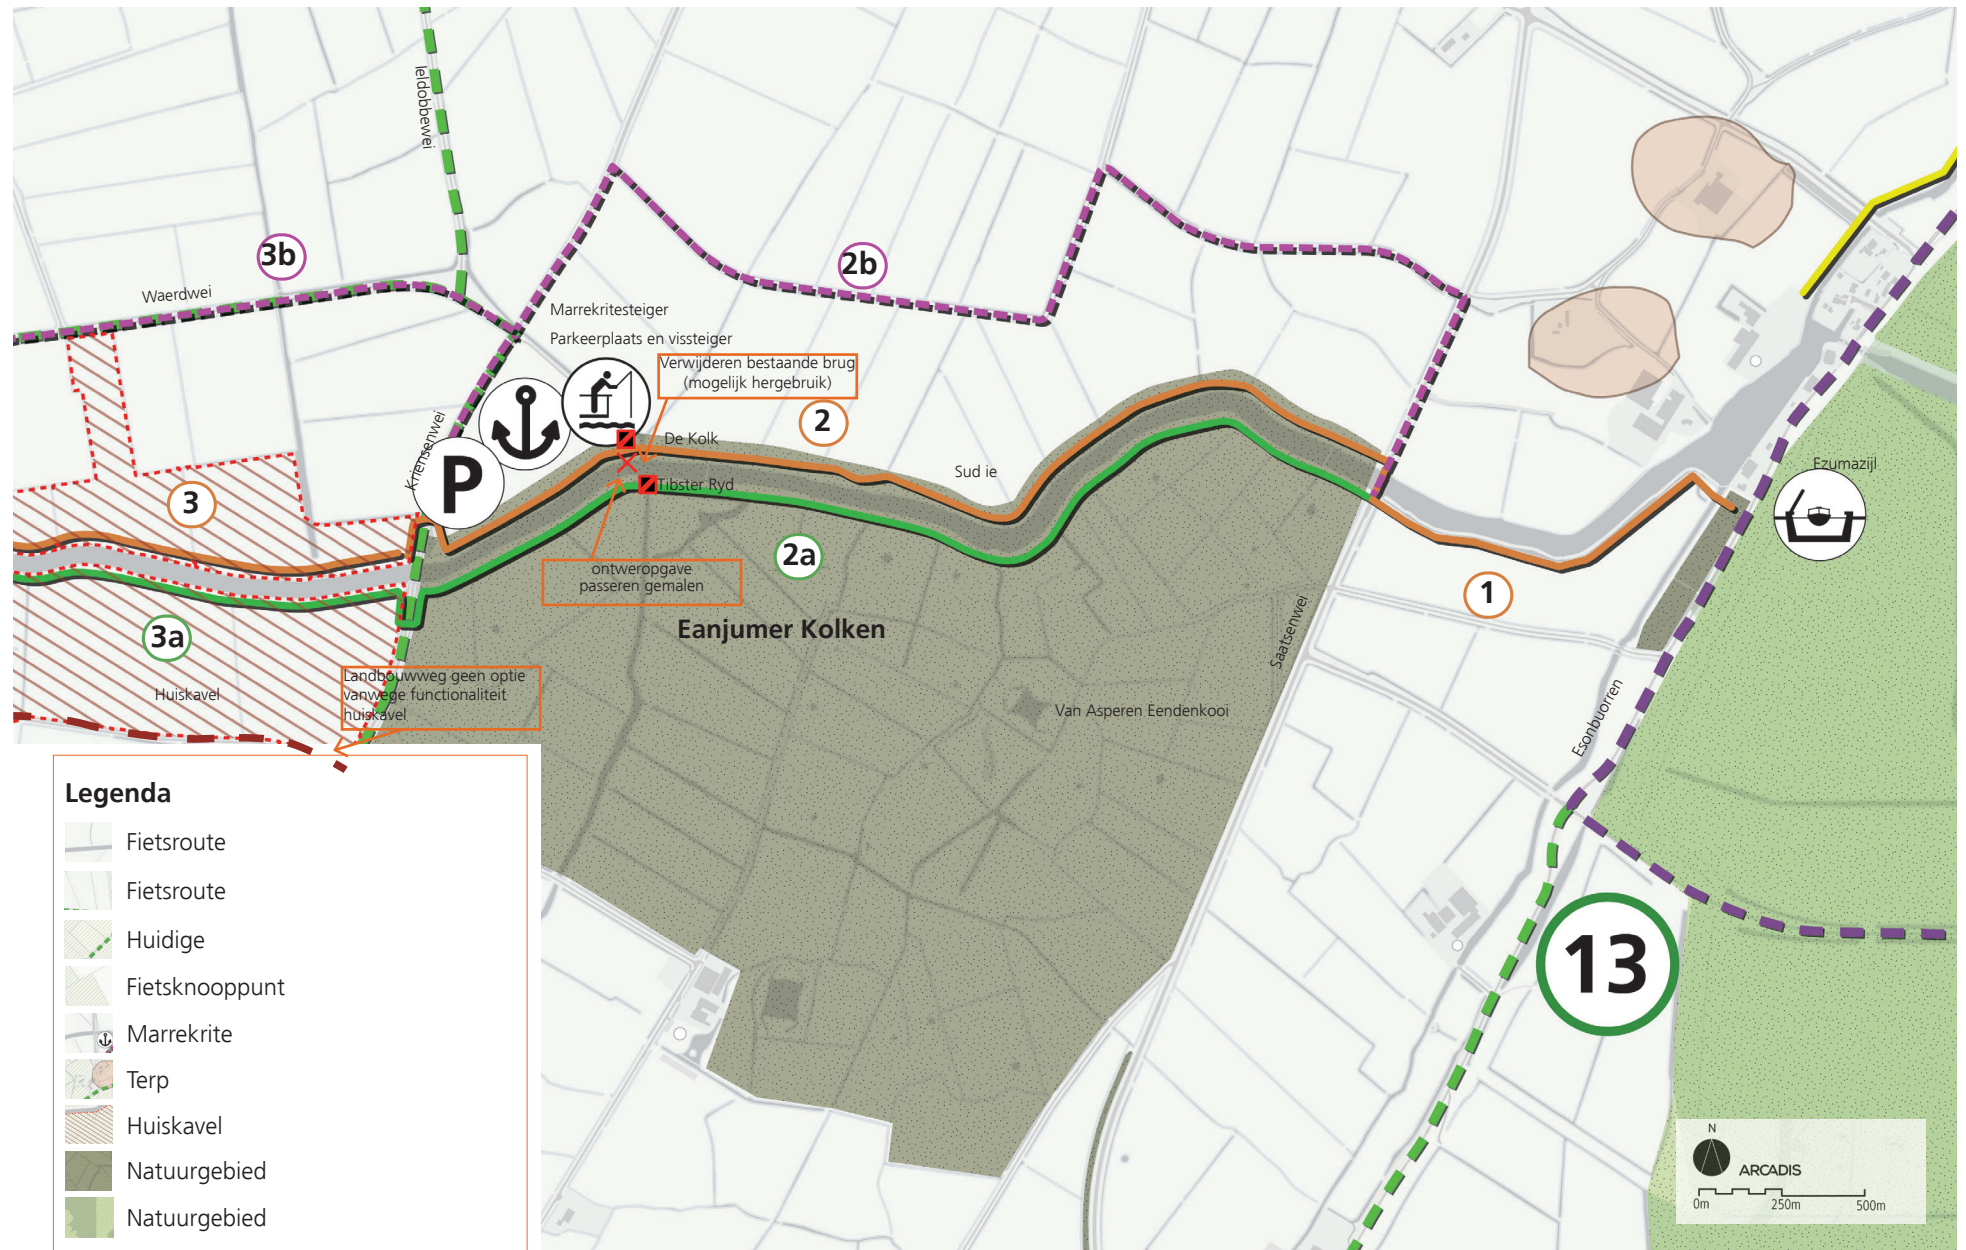 Ieldobbewei
3b
2b
Waerdwei
Marrekritesteiger
Parkeerplaats en vissteiger
Verwijderen bestaande brug
(mogelijk hergebruik)
2
Kriensenwei
De Kolk
P
Tibster Ryd
Sud ie
Ezumazijl
3
2a
ontweropgave
passeren gemalen
1
Eanjumer Kolken
3a
Saatsenwei
Landbouwweg geen optie
vanwege functionaliteit
huiskavel
Huiskavel
Van Asperen Eendenkooi
Esonbuorren
13
Legenda
Fietsroute
Fietsroute
Huidige
Fietsknooppunt
Marrekrite
Terp
Huiskavel
Natuurgebied
Natuurgebied
N
ARCADIS
0m
250m
500m